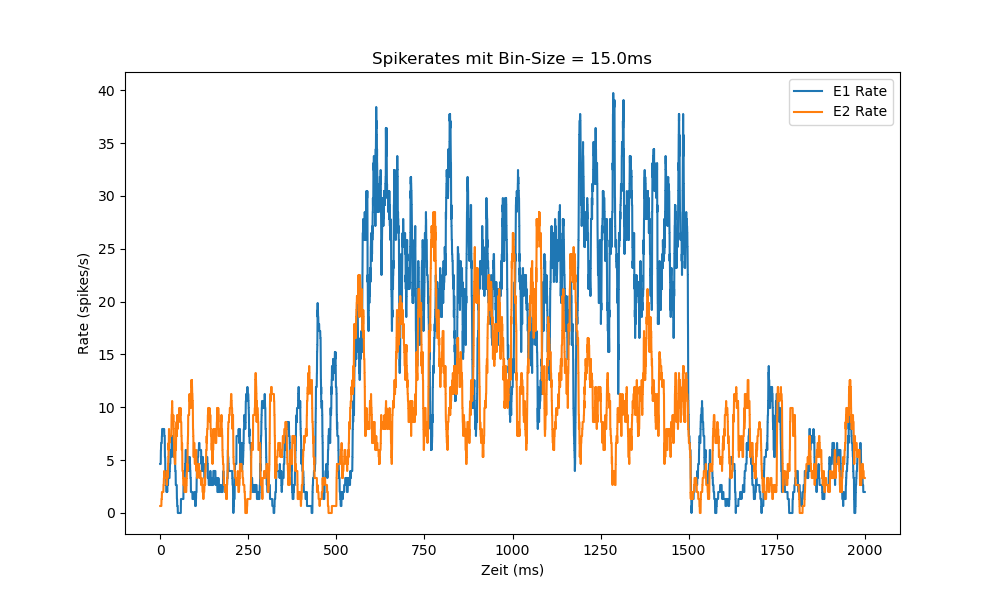 Spikerates mit Bin-Size = 15.0ms
E1 Rate
E2 Rate
Rate (spikes/s)
40
35
30
25
20
15
10
5
0
0 250 500 750 1000 1250 1500 1750 2000
Zeit (ms)